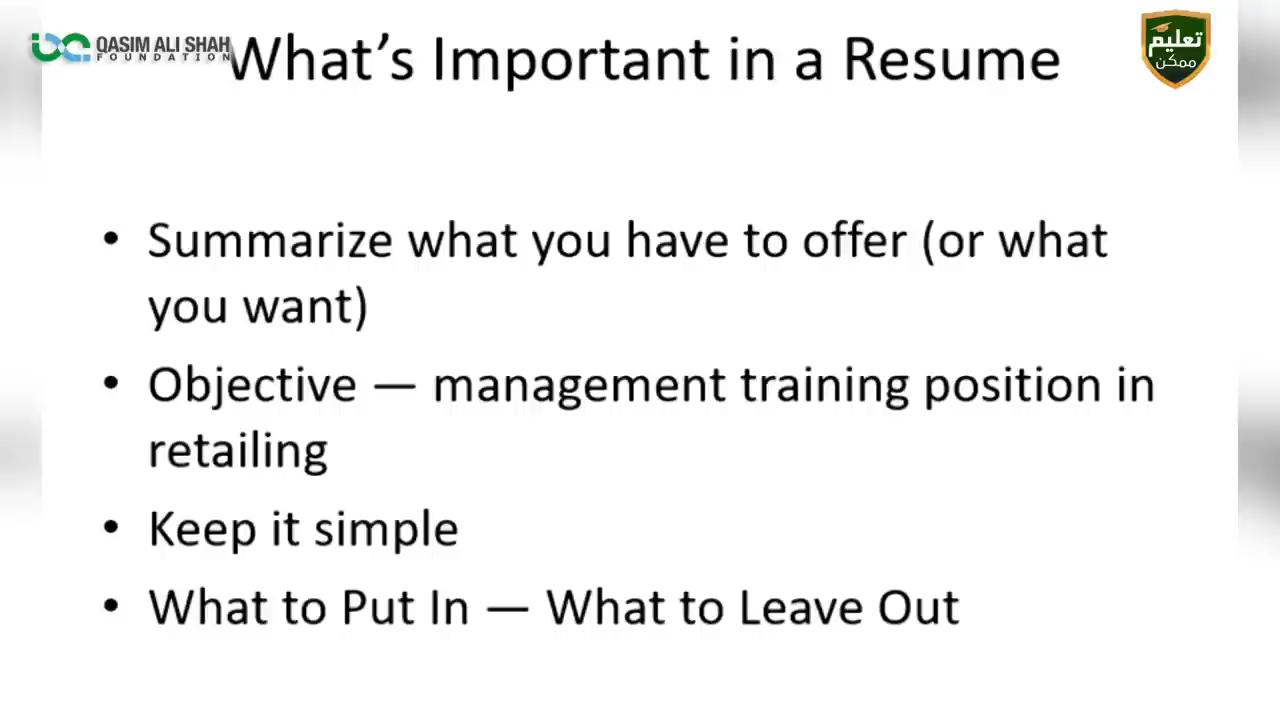 QASIM ALI SHAH
FOUNDATION
What's Important in a Resume
تعلیم
ممکن
• Summarize what you have to offer (or what
you want)
• Objective — management training position in
retailing
• Keep it simple
• What to Put In — What to Leave Out